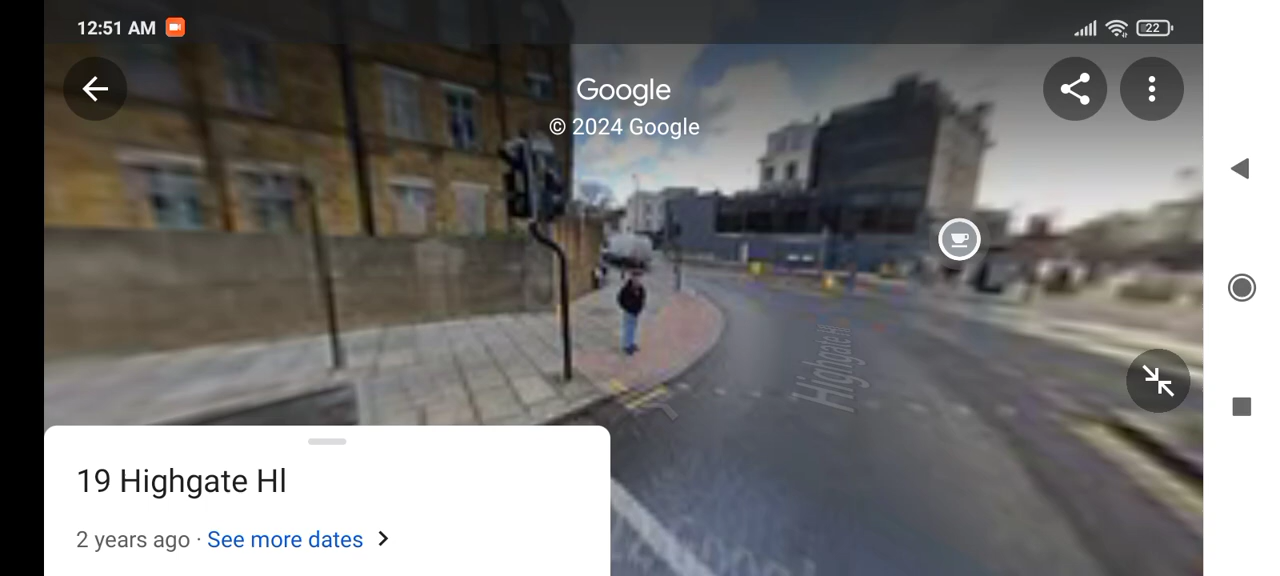 12:51 AM
22
Google
© 2024 Google
Highgate Hl
19 Highgate Hl
2 years ago · See more dates